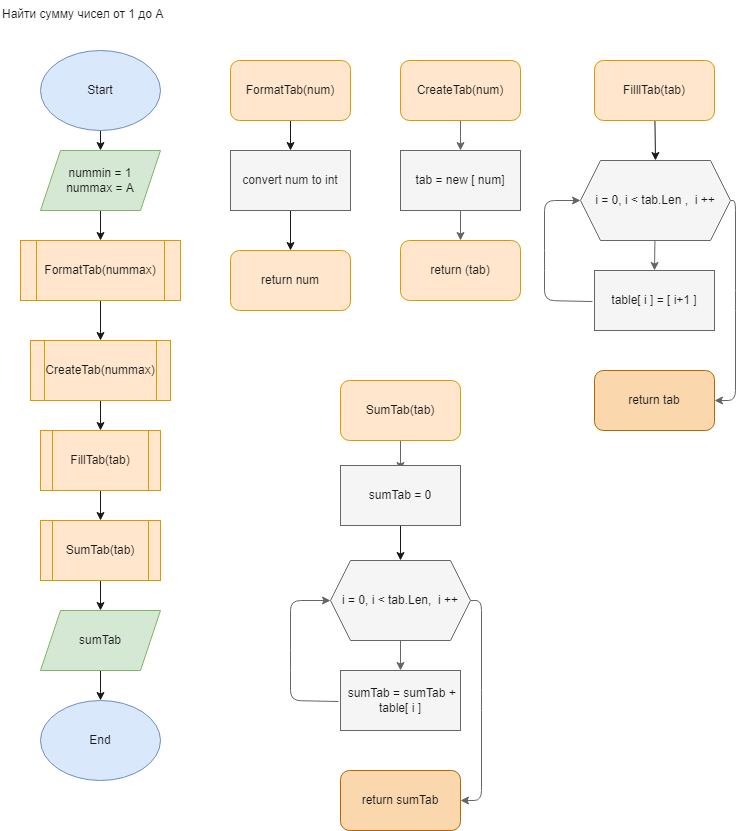 Найти сумму чисел от 1 до A
Start
nummin = 1
nummax = A
FormatTab(nummax)
CreateTab(nummax)
FillTab(tab)
SumTab(tab)
sumTab
End
FormatTab(num)
convert num to int
return num
CreateTab(num)
tab = new [ num]
return (tab)
FilllTab(tab)
i = 0, i < tab.Len , i ++
table[ i ] = [ i+1 ]
return tab
SumTab(tab)
sumTab = 0
i = 0, i < tab.Len, i ++
sumTab = sumTab +
table[ i ]
return sumTab